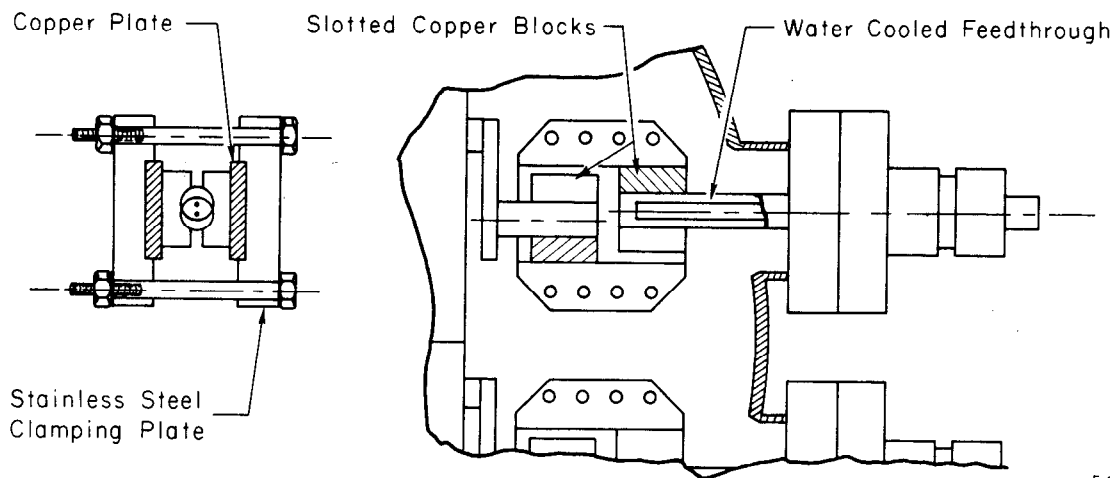 Copper Plate
Slotted Copper Blocks
Water Cooled Feedthrough
Stainless Steel
Clamping Plate